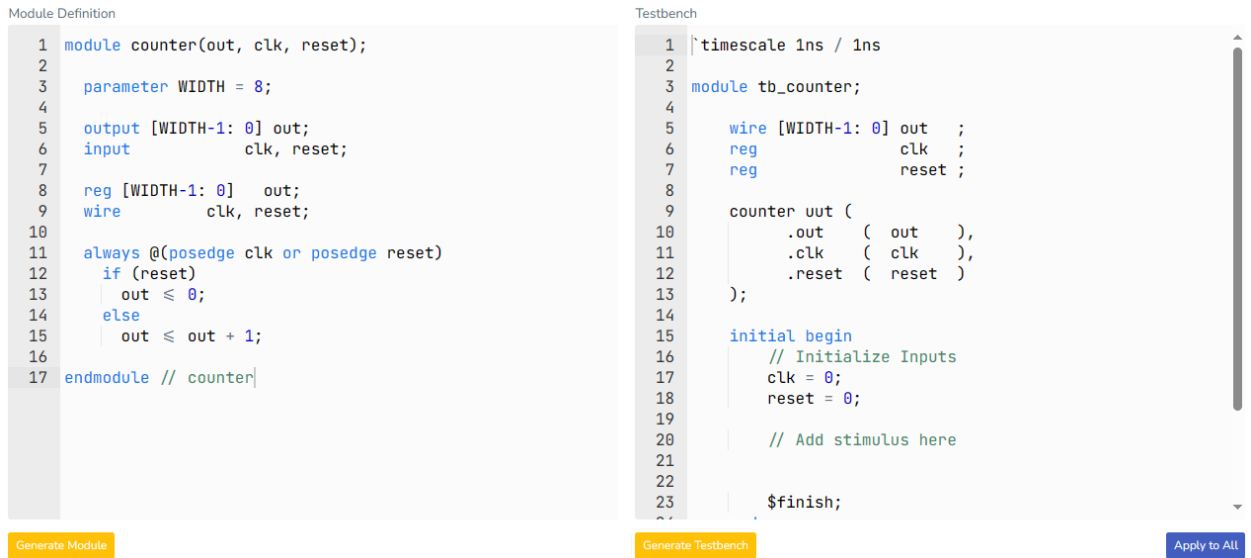 Module Definition
1 module counter(out, clk, reset);
2
3 parameter WIDTH = 8;
4
5 output [WIDTH-1: 0] out;
6 input clk, reset;
7
8 reg [WIDTH-1: 0] out;
9 wire clk, reset;
10
11 always @(posedge clk or posedge reset)
12 if (reset)
13 out <= 0;
14 else
15 out <= out + 1;
16
17 endmodule // counter
Generate Module
Testbench
1 `timescale 1ns / 1ns
2
3 module tb_counter;
4
5 wire [WIDTH-1: 0] out ;
6 reg clk ;
7 reg reset ;
8
9 counter uut (
10 .out ( out ),
11 .clk ( clk ),
12 .reset ( reset )
13 );
14
15 initial begin
16 // Initialize Inputs
17 clk = 0;
18 reset = 0;
19
20 // Add stimulus here
21
22
23 $finish;
Generate Testbench
Apply to All